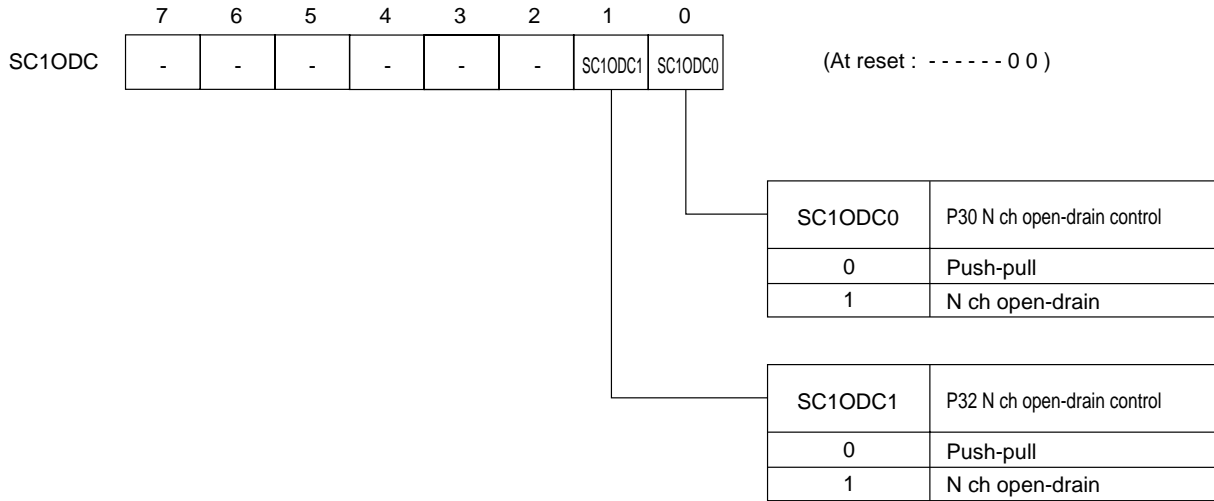 7 6 5 4 3 2 1 0
SC1ODC - - - - - - SC1ODC1 SC1ODC0 (At reset : - - - - - - 0 0 )
SC1ODC0 P30 N ch open-drain control
0 Push-pull
1 N ch open-drain
SC1ODC1 P32 N ch open-drain control
0 Push-pull
1 N ch open-drain